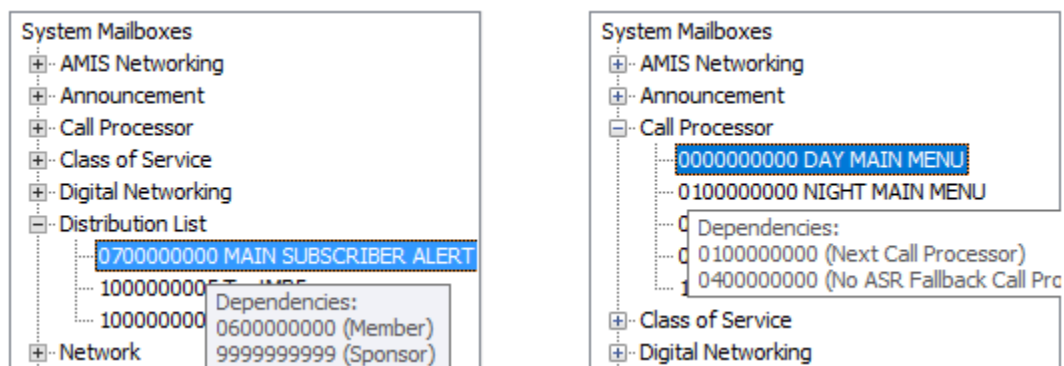 System Mailboxes
AMIS Networking
Announcement
Call Processor
Class of Service
Digital Networking
Distribution List
0700000000 MAIN SUBSCRIBER ALERT
Dependencies:
100000000
0600000000 (Member)
Network
9999999999 (Sponsor)
System Mailboxes
AMIS Networking
Announcement
Call Processor
0000000000 DAY MAIN MENU
0100000000 NIGHT MAIN MENU
Dependencies:
0100000000 (Next Call Processor)
0400000000 (No ASR Fallback Call Pro
Class of Service
Digital Networking